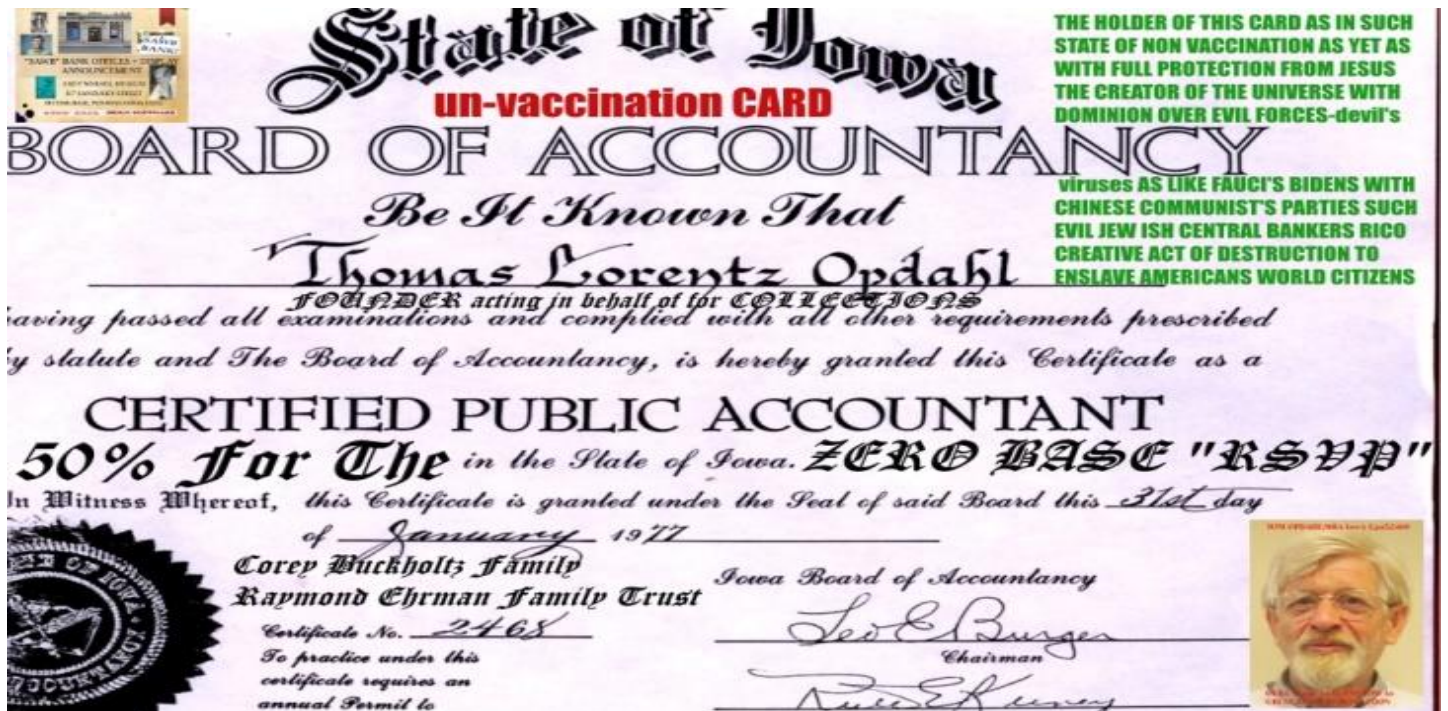 "SAWB" BANK OFFICES - DISPLAY
ANNOUNCEMENT
State of Iowa
un-vaccination CARD
BOARD OF ACCOUNTANCY
THE HOLDER OF THIS CARD AS IN SUCH
STATE OF NON VACCINATION AS YET AS
WITH FULL PROTECTION FROM JESUS
THE CREATOR OF THE UNIVERSE WITH
DOMINION OVER EVIL FORCES-devil's
viruses AS LIKE FAUCI'S BIDENS WITH
CHINESE COMMUNIST'S PARTIES SUCH
EVIL JEW ISH CENTRAL BANKERS RICO
CREATIVE ACT OF DESTRUCTION TO
ENSLAVE AMERICANS WORLD CITIZENS
Be It Known That
Thomas Lorentz Opdahl
FOUNDER acting in behalf of for COLLECTIONS
aving passed all examinations and complied with all other requirements prescribed
y statute and The Board of Accountancy, is hereby granted this Certificate as a
CERTIFIED PUBLIC ACCOUNTANT
50% For The in the State of Iowa. ZERO BASE "RSVP"
In Witness Whereof, this Certificate is granted under the Seal of said Board this 31st day
of January 1977
Corey Buckholtz Family
Raymond Ehrman Family Trust
Certificate No. 2468
To practice under this
certificate requires an
annual Permit to
Iowa Board of Accountancy
Leo E Burger
Chairman